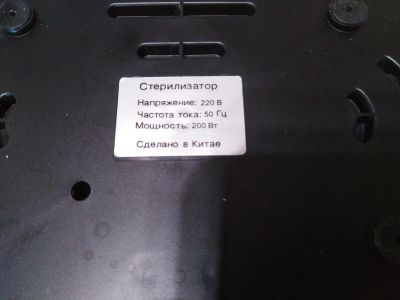 Стерилизатор
Напряжение: 220 В
Частота тока: 50 Гц
Мощность: 200 Вт
Сделано в Китае